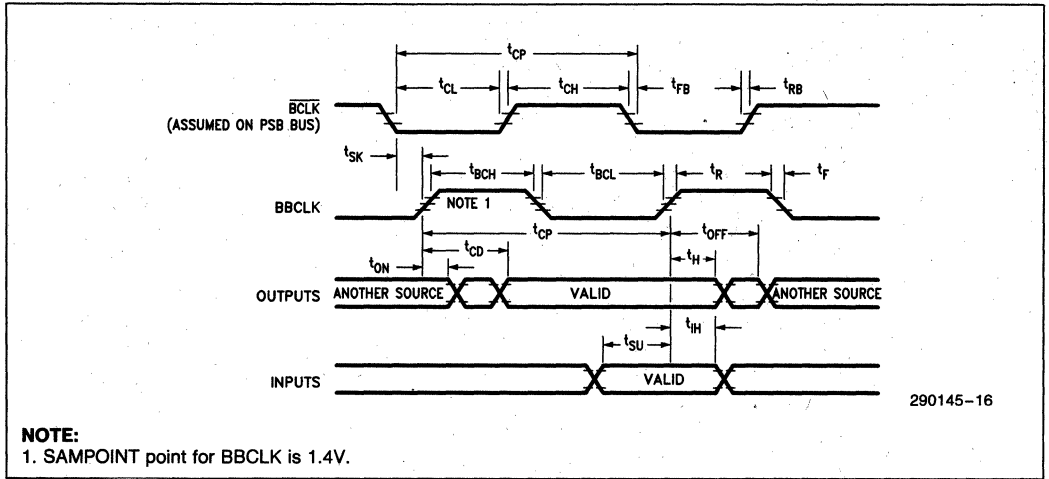 tCP
tCL tCH tFB tRB
BCLK
(ASSUMED ON PSB BUS)
tSK
tBCH tBCL tR tF
BBCLK NOTE 1
tCP tOFF
tCD tH
tON
OUTPUTS ANOTHER SOURCE VALID ANOTHER SOURCE
tIH
tSU
INPUTS VALID
290145-16
NOTE:
1. SAMPOINT point for BBCLK is 1.4V.